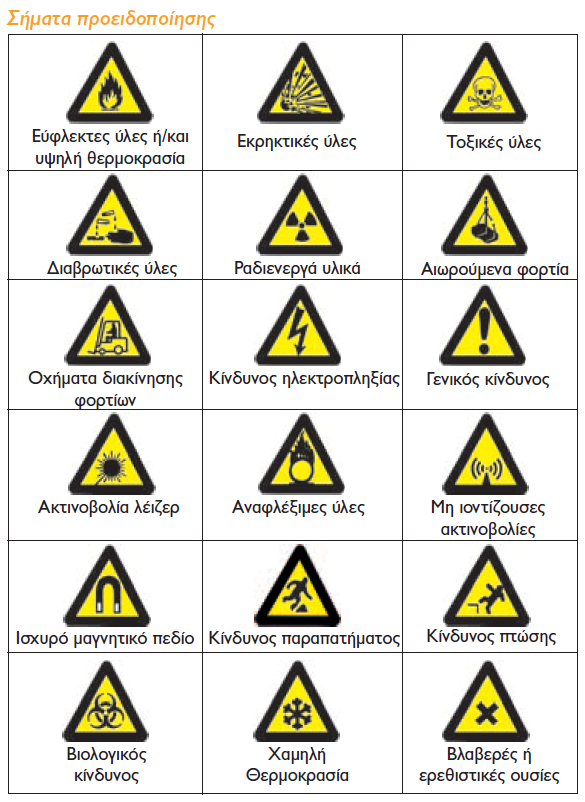 Σήματα προειδοποίησης
Εύφλεκτες ύλες ή/και
υψηλή θερμοκρασία
Εκρηκτικές ύλες
Τοξικές ύλες
Διαβρωτικές ύλες
Ραδιενεργά υλικά
Αιωρούμενα φορτία
Οχήματα διακίνησης
φορτίων
Κίνδυνος ηλεκτροπληξίας
Γενικός κίνδυνος
Ακτινοβολία λέιζερ
Αναφλέξιμες ύλες
Μη ιοντίζουσες
ακτινοβολίες
Ισχυρό μαγνητικό πεδίο
Κίνδυνος παραπατήματος
Κίνδυνος πτώσης
Βιολογικός
κίνδυνος
Χαμηλή
Θερμοκρασία
Βλαβερές ή
ερεθιστικές ουσίες